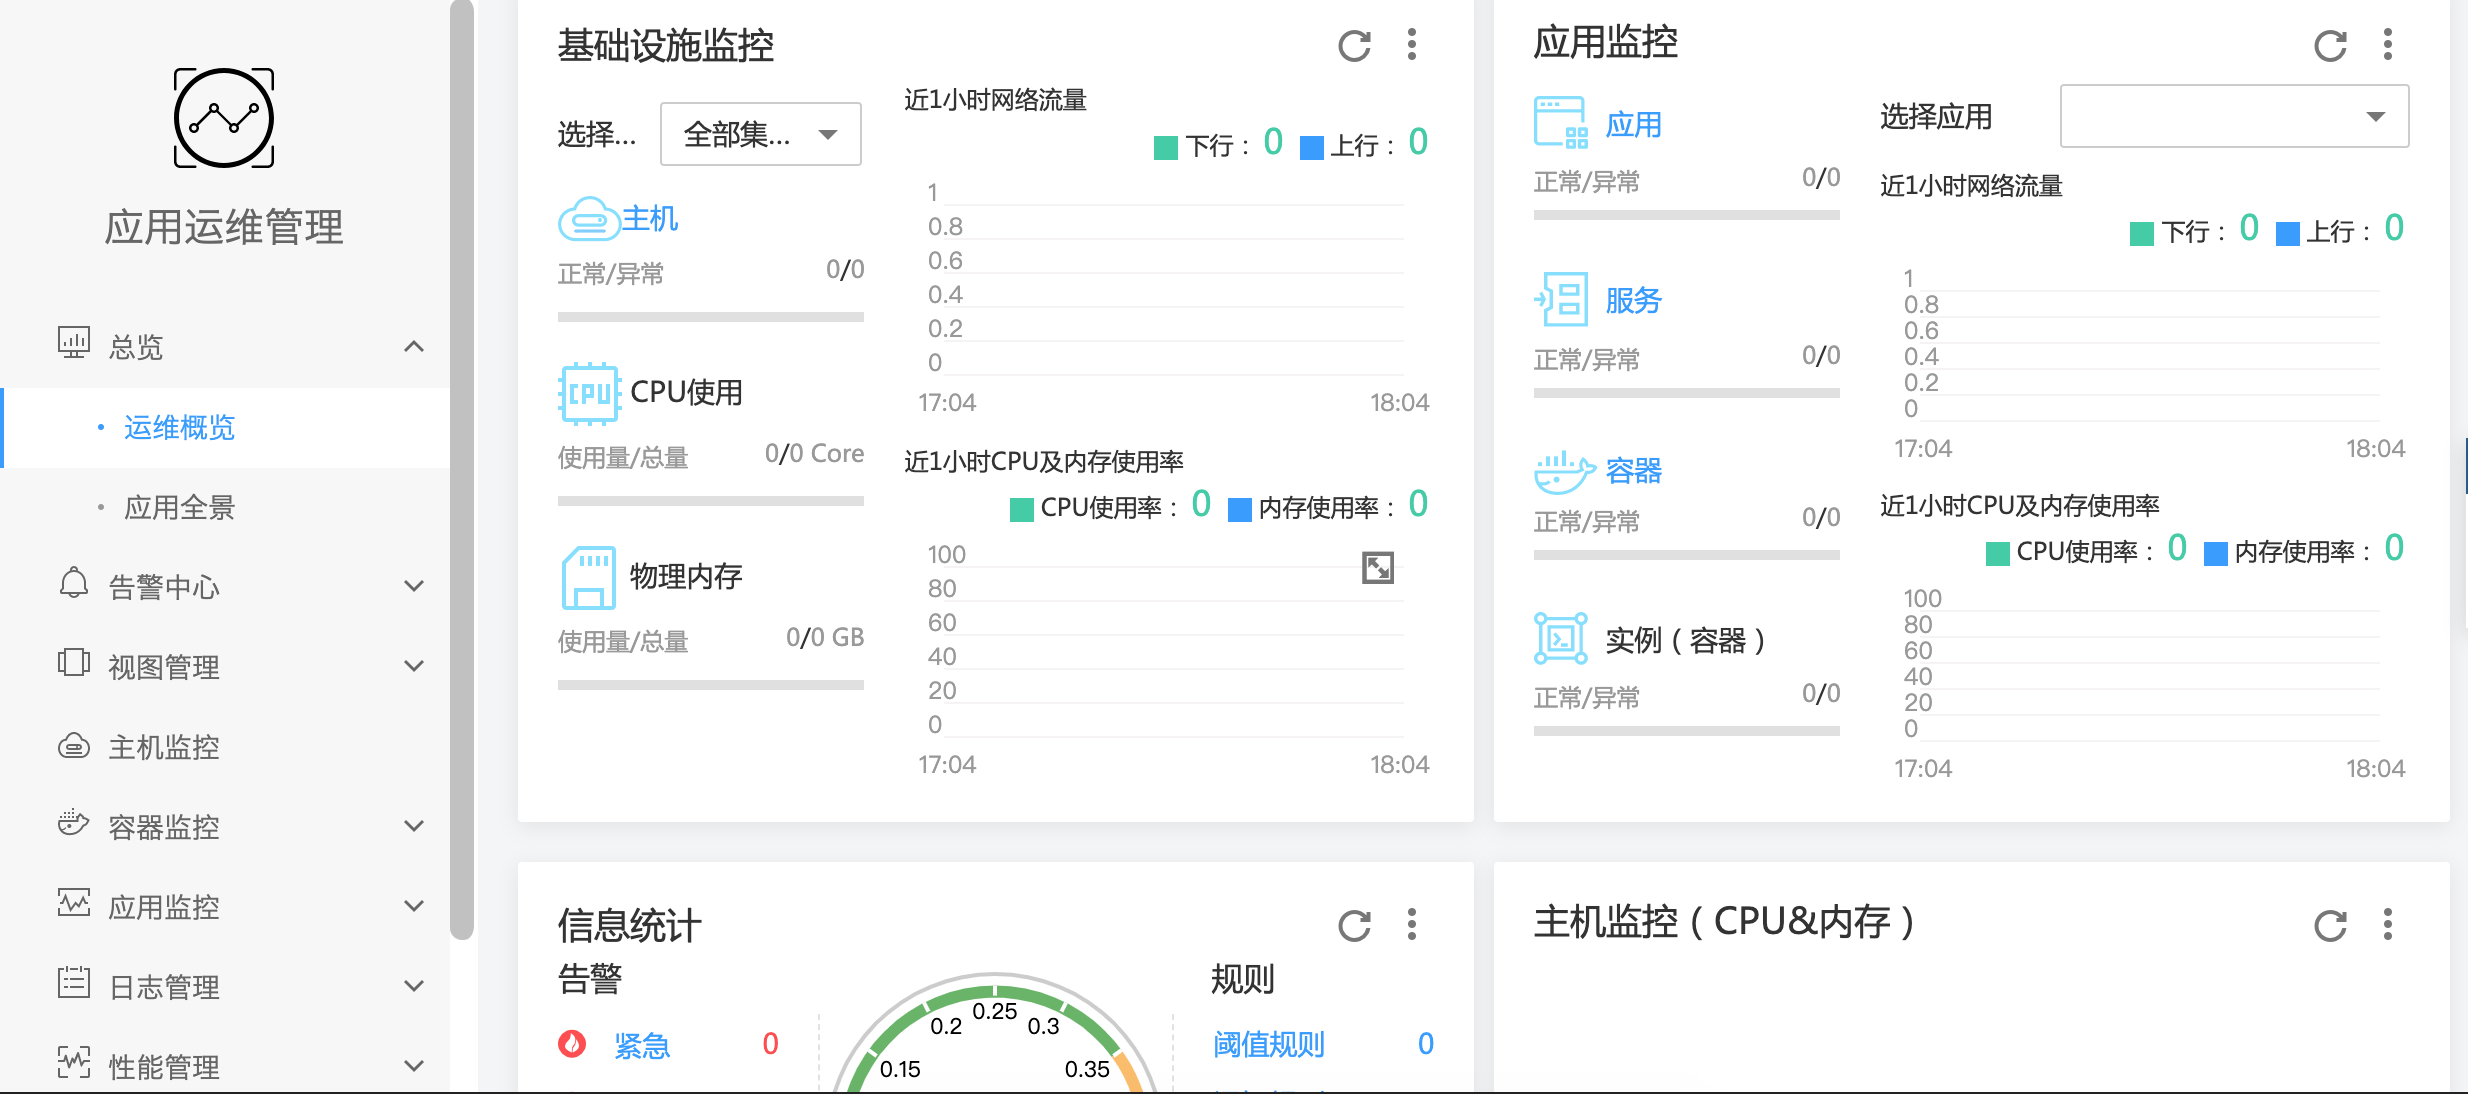 应用运维管理
总览
运维概览
应用全景
告警中心
视图管理
主机监控
容器监控
应用监控
日志管理
性能管理
基础设施监控
选择...
全部集...
主机
正常/异常
0/0
CPU
CPU使用
使用量/总量
0/0 Core
物理内存
使用量/总量
0/0 GB
近1小时网络流量
下行： 0
上行： 0
1
0.8
0.6
0.4
0.2
0
17:04
18:04
近1小时CPU及内存使用率
CPU使用率： 0
内存使用率： 0
100
80
60
40
20
0
17:04
18:04
应用监控
应用
正常/异常
0/0
服务
正常/异常
0/0
容器
正常/异常
0/0
实例（容器）
正常/异常
0/0
选择应用
近1小时网络流量
下行： 0
上行： 0
1
0.8
0.6
0.4
0.2
0
17:04
18:04
近1小时CPU及内存使用率
CPU使用率： 0
内存使用率： 0
100
80
60
40
20
0
17:04
18:04
信息统计
告警
紧急
0
0.15
0.2
0.25
0.3
0.35
规则
阈值规则
0
主机监控（CPU&内存）